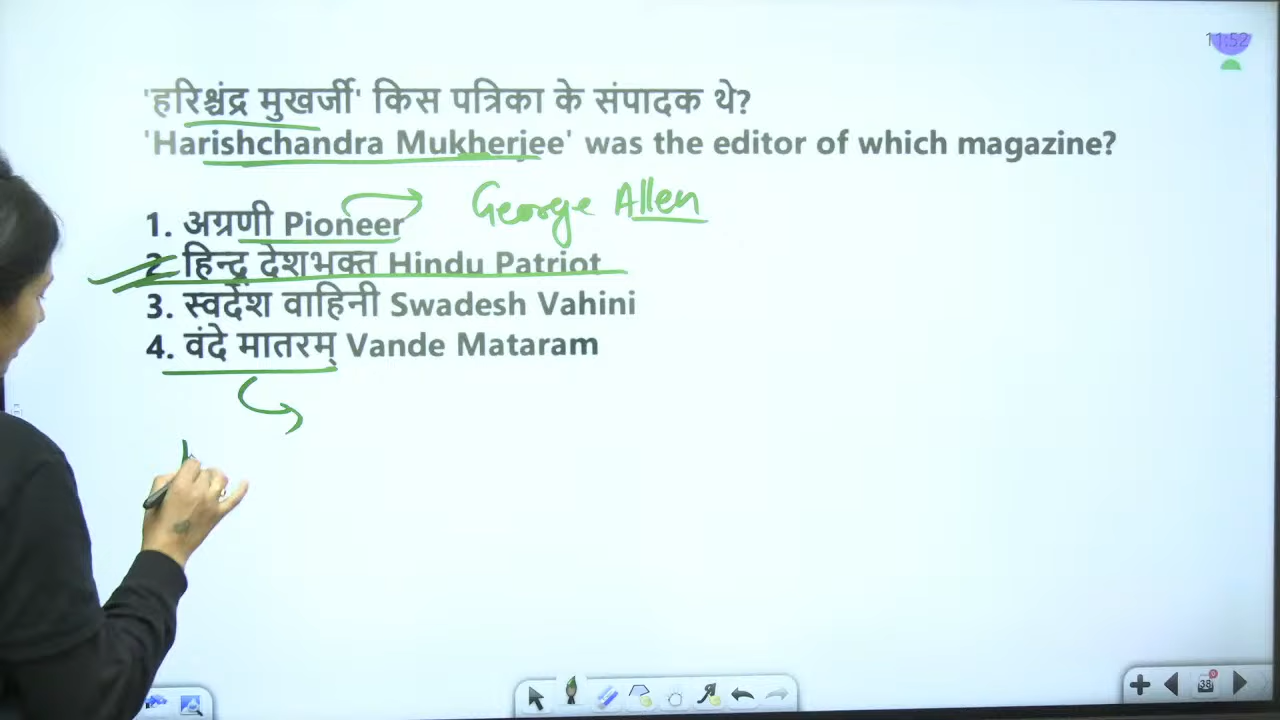 11:52
'हरिश्चंद्र मुखर्जी' किस पत्रिका के संपादक थे?
'Harishchandra Mukherjee' was the editor of which magazine?
George Allen
1. अग्रणी Pioneer
2. हिन्दू देशभक्त Hindu Patriot
3. स्वदेश वाहिनी Swadesh Vahini
4. वंदे मातरम् Vande Mataram
38